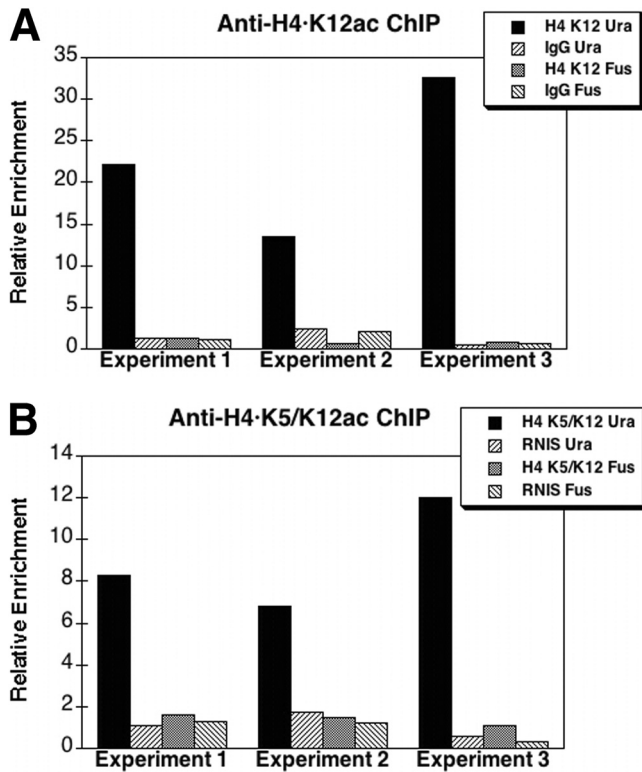 A
Anti-H4·K12ac ChIP
H4 K12 Ura
IgG Ura
H4 K12 Fus
IgG Fus
Relative Enrichment
35
30
25
20
15
10
5
0
Experiment 1
Experiment 2
Experiment 3
B
Anti-H4·K5/K12ac ChIP
H4 K5/K12 Ura
RNIS Ura
H4 K5/K12 Fus
RNIS Fus
Relative Enrichment
14
12
10
8
6
4
2
0
Experiment 1
Experiment 2
Experiment 3